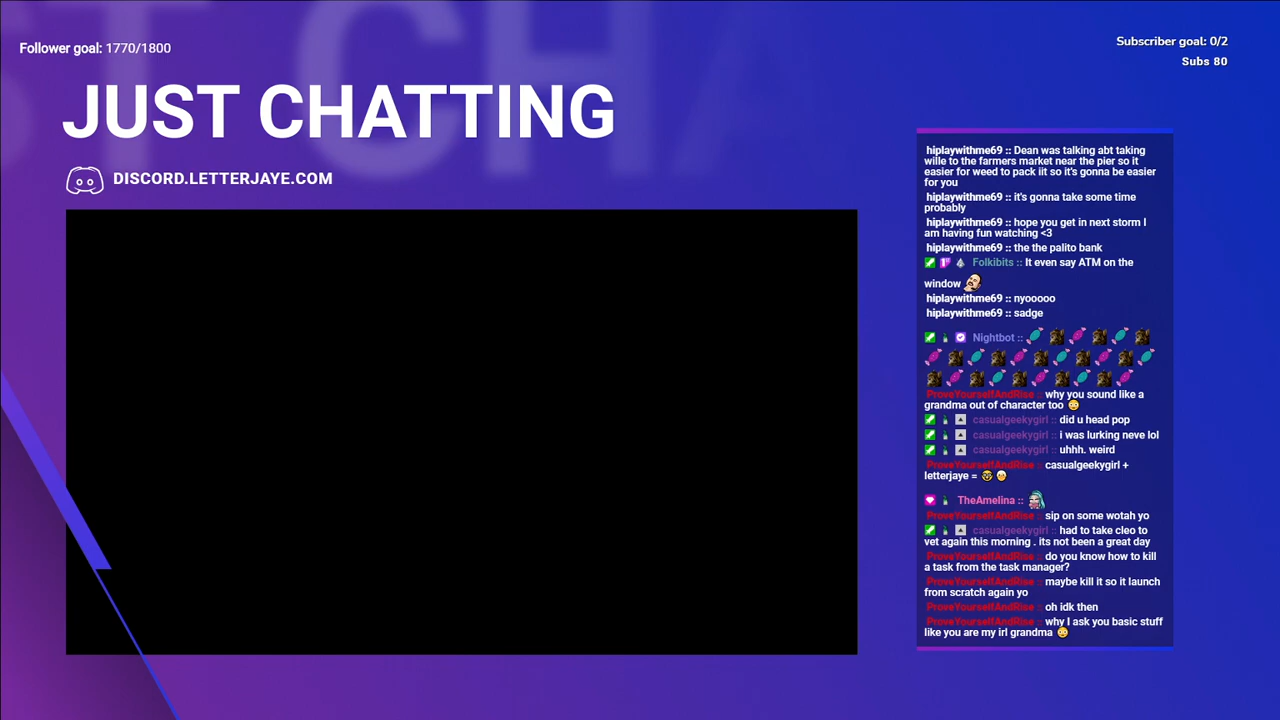 Follower goal: 1770/1800
Subscriber goal: 0/2
Subs 80
ST CHA
JUST CHATTING
DISCORD.LETTERJAYE.COM
hiplaywithme69 :: Dean was talking abt taking
wille to the farmers market near the pier so it
easier for weed to pack iit so it's gonna be easier
for you
hiplaywithme69 :: it's gonna take some time
probably
hiplaywithme69 :: hope you get in next storm I
am having fun watching <3
hiplaywithme69 :: the the palito bank
Folkibits :: It even say ATM on the
window
hiplaywithme69 :: nyooooo
hiplaywithme69 :: sadge
Nightbot ::
ProveYourselfAndRise :: why you sound like a
grandma out of character too 😳
casualgeekygirl :: did u head pop
casualgeekygirl :: i was lurking neve lol
casualgeekygirl :: uhhh. weird
ProveYourselfAndRise :: casualgeekygirl +
letterjaye = 🤓 👵
TheAmelina ::
ProveYourselfAndRise :: sip on some wotah yo
casualgeekygirl :: had to take cleo to
vet again this morning . its not been a great day
ProveYourselfAndRise :: do you know how to kill
a task from the task manager?
ProveYourselfAndRise :: maybe kill it so it launch
from scratch again yo
ProveYourselfAndRise :: oh idk then
ProveYourselfAndRise :: why I ask you basic stuff
like you are my irl grandma 😳